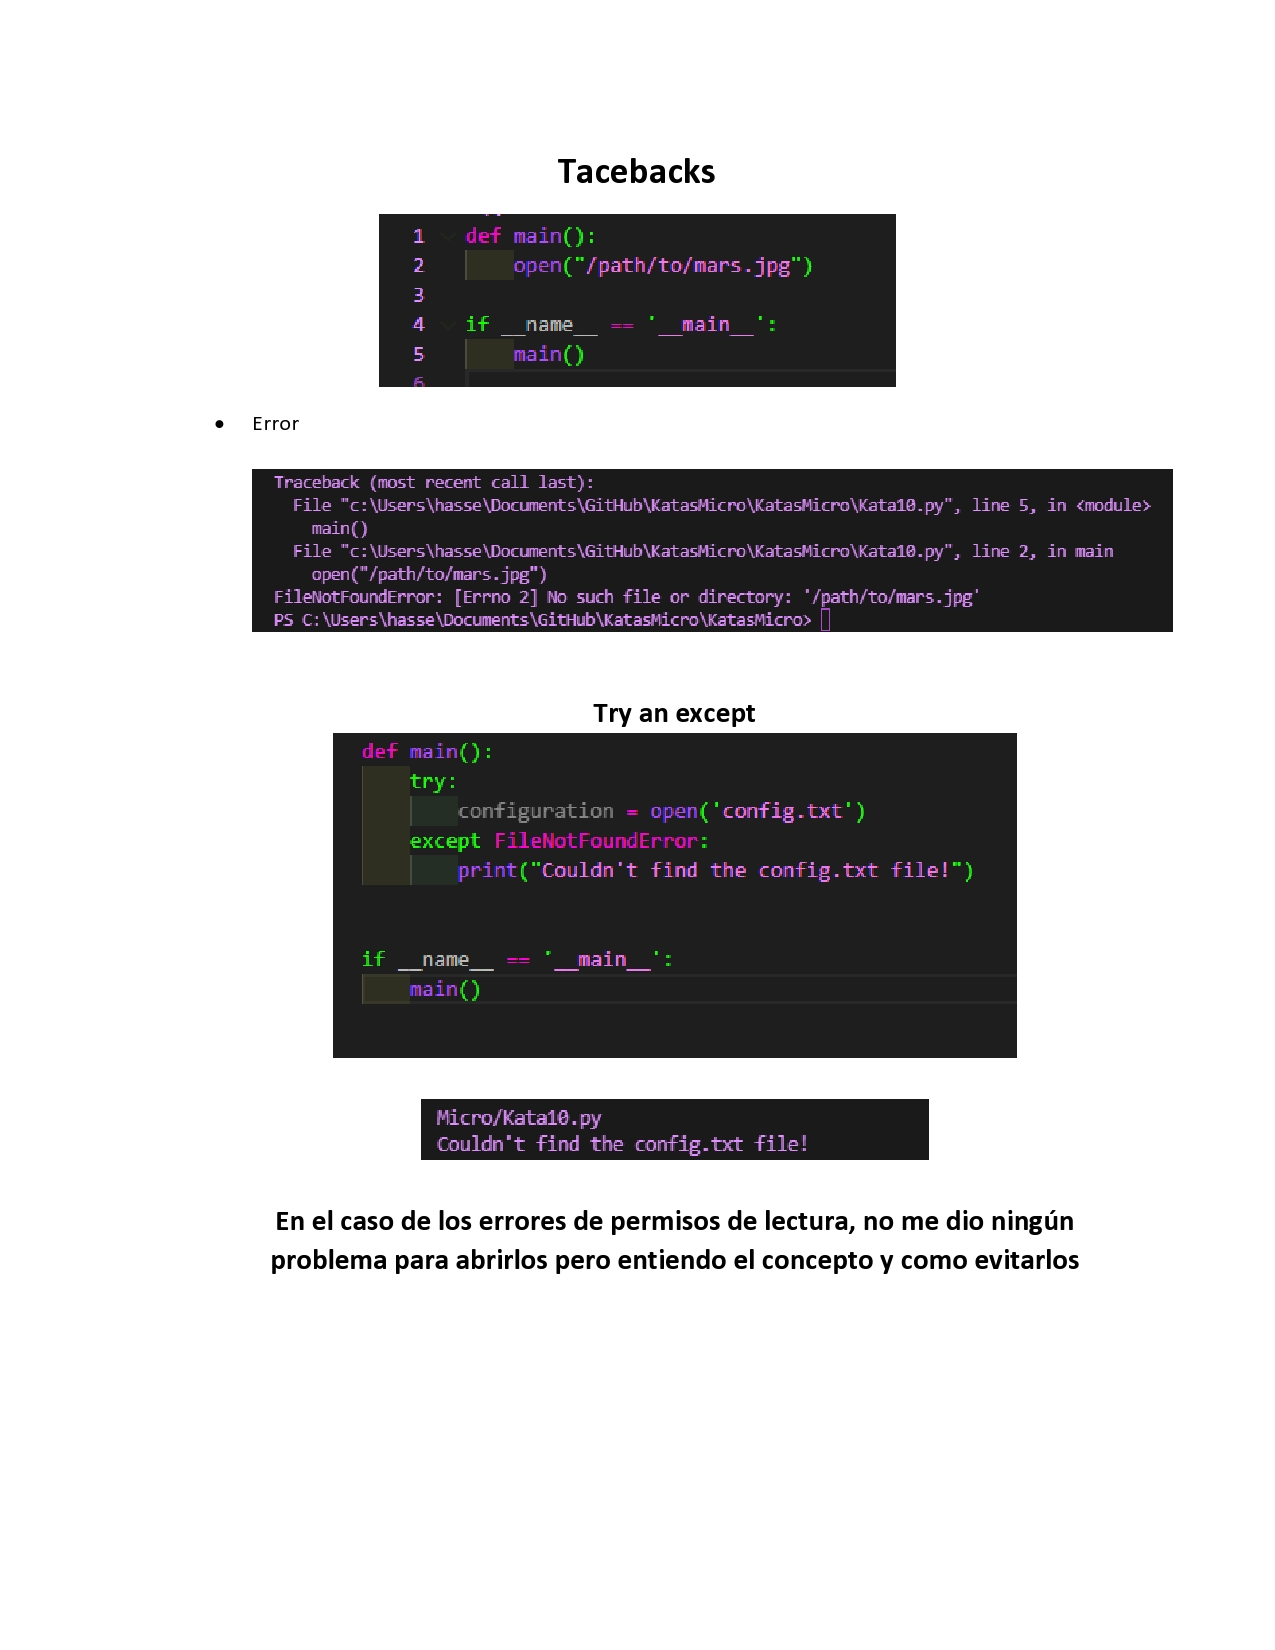 Tacebacks
1 def main():
2 open("/path/to/mars.jpg")
3
4 if __name__ == '__main__':
5 main()
6
• Error
Traceback (most recent call last):
File "c:\Users\hasse\Documents\GitHub\KatasMicro\KatasMicro\Kata10.py", line 5, in <module>
main()
File "c:\Users\hasse\Documents\GitHub\KatasMicro\KatasMicro\Kata10.py", line 2, in main
open("/path/to/mars.jpg")
FileNotFoundError: [Errno 2] No such file or directory: '/path/to/mars.jpg'
PS C:\Users\hasse\Documents\GitHub\KatasMicro\KatasMicro>
Try an except
def main():
try:
configuration = open('config.txt')
except FileNotFoundError:
print("Couldn't find the config.txt file!")
if __name__ == '__main__':
main()
Micro/Kata10.py
Couldn't find the config.txt file!
En el caso de los errores de permisos de lectura, no me dio ningún
problema para abrirlos pero entiendo el concepto y como evitarlos